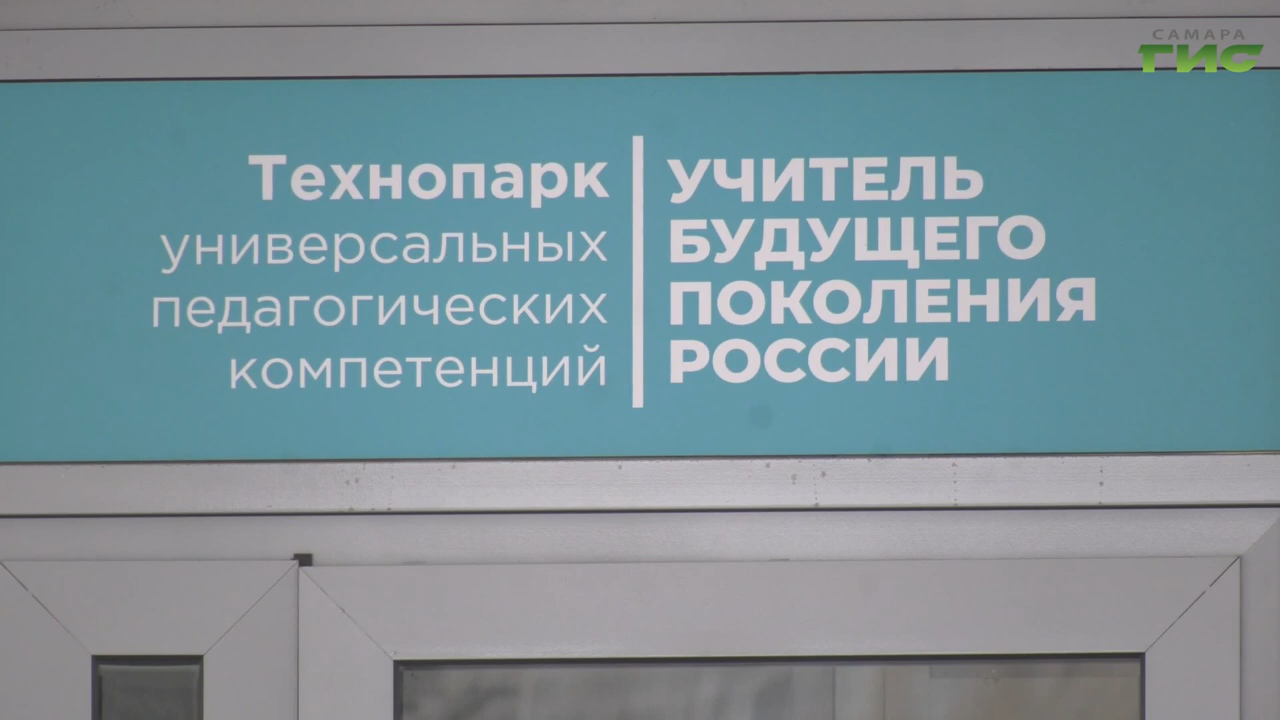 САМАРА
ГИС
Технопарк
универсальных
педагогических
компетенций
УЧИТЕЛЬ
БУДУЩЕГО
ПОКОЛЕНИЯ
РОССИИ